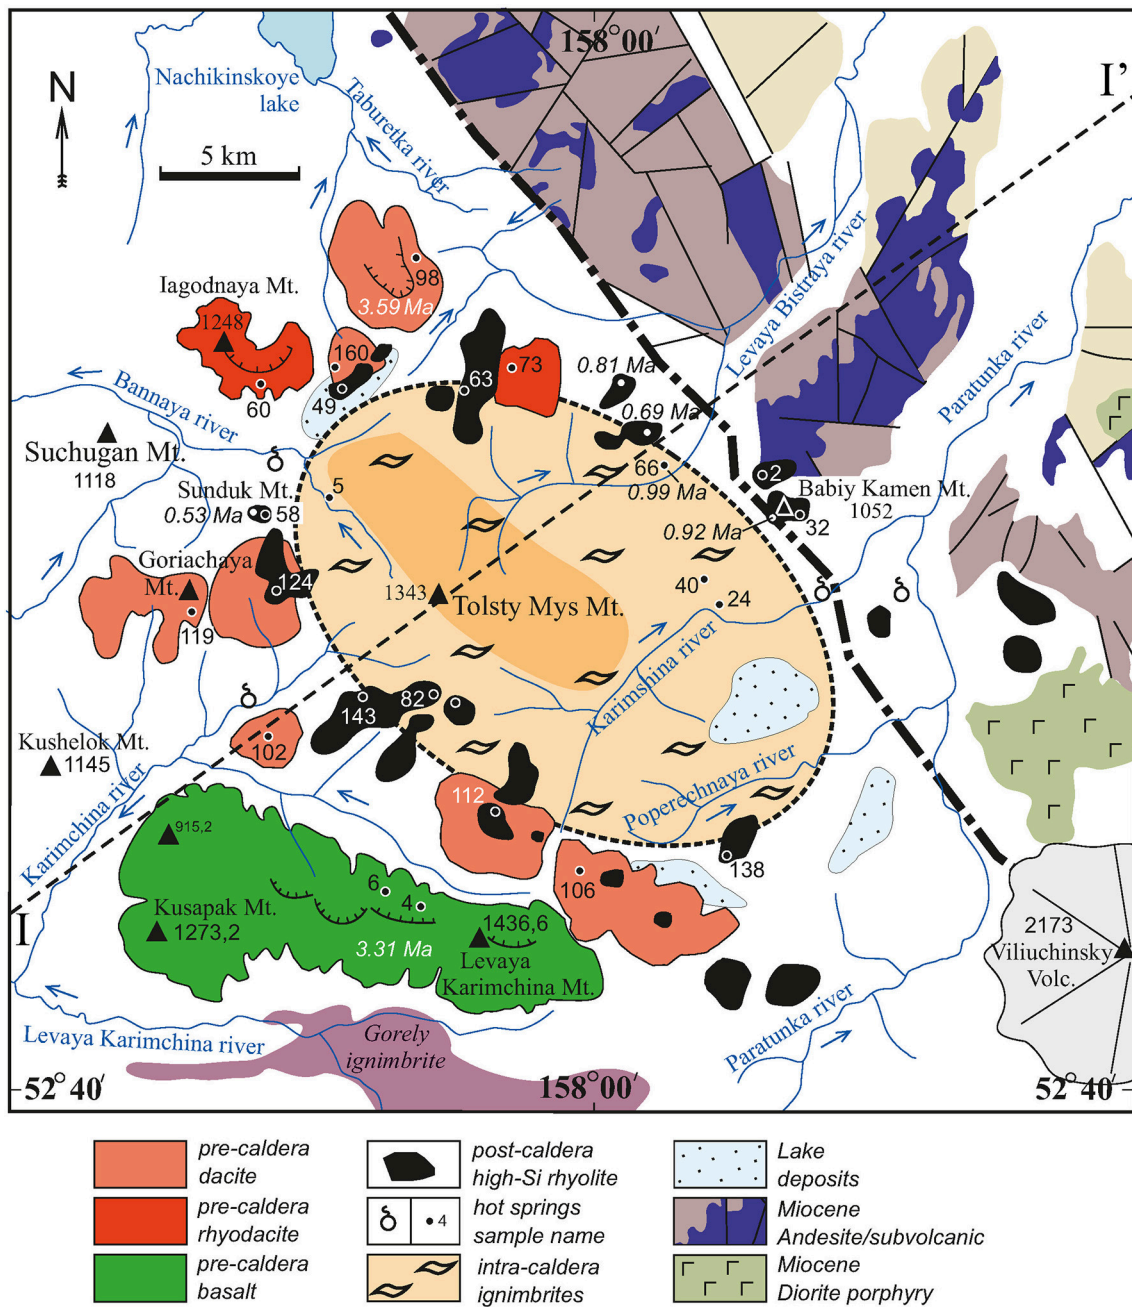 158°00′
I'
Nachikinskoye
lake
Taburetka river
N
5 km
Levaya Bistraya river
98
3.59 Ma
Iagodnaya Mt.
1248
160
63
73
0.81 Ma
Paratunka river
Bannaya river
60
49
0.69 Ma
Suchugan Mt.
1118
66
0.99 Ma
2
Babiy Kamen Mt.
1052
Sunduk Mt.
0.53 Ma
58
5
0.92 Ma
32
Goriachaya
Mt.
124
1343
Tolsty Mys Mt.
40
24
119
Karimshina river
82
143
102
Kushelok Mt.
1145
Karimchina river
112
Poperechnaya river
915,2
138
106
6
4
I
Kusapak Mt.
1273,2
3.31 Ma
1436,6
Levaya
Karimchina Mt.
2173
Viliuchinsky
Volc.
Paratunka river
Levaya Karimchina river
Gorely
ignimbrite
52°40′
158°00′
52°40′
pre-caldera
dacite
post-caldera
high-Si rhyolite
Lake
deposits
pre-caldera
rhyodacite
4
hot springs
sample name
Miocene
Andesite/subvolcanic
pre-caldera
basalt
intra-caldera
ignimbrites
Miocene
Diorite porphyry